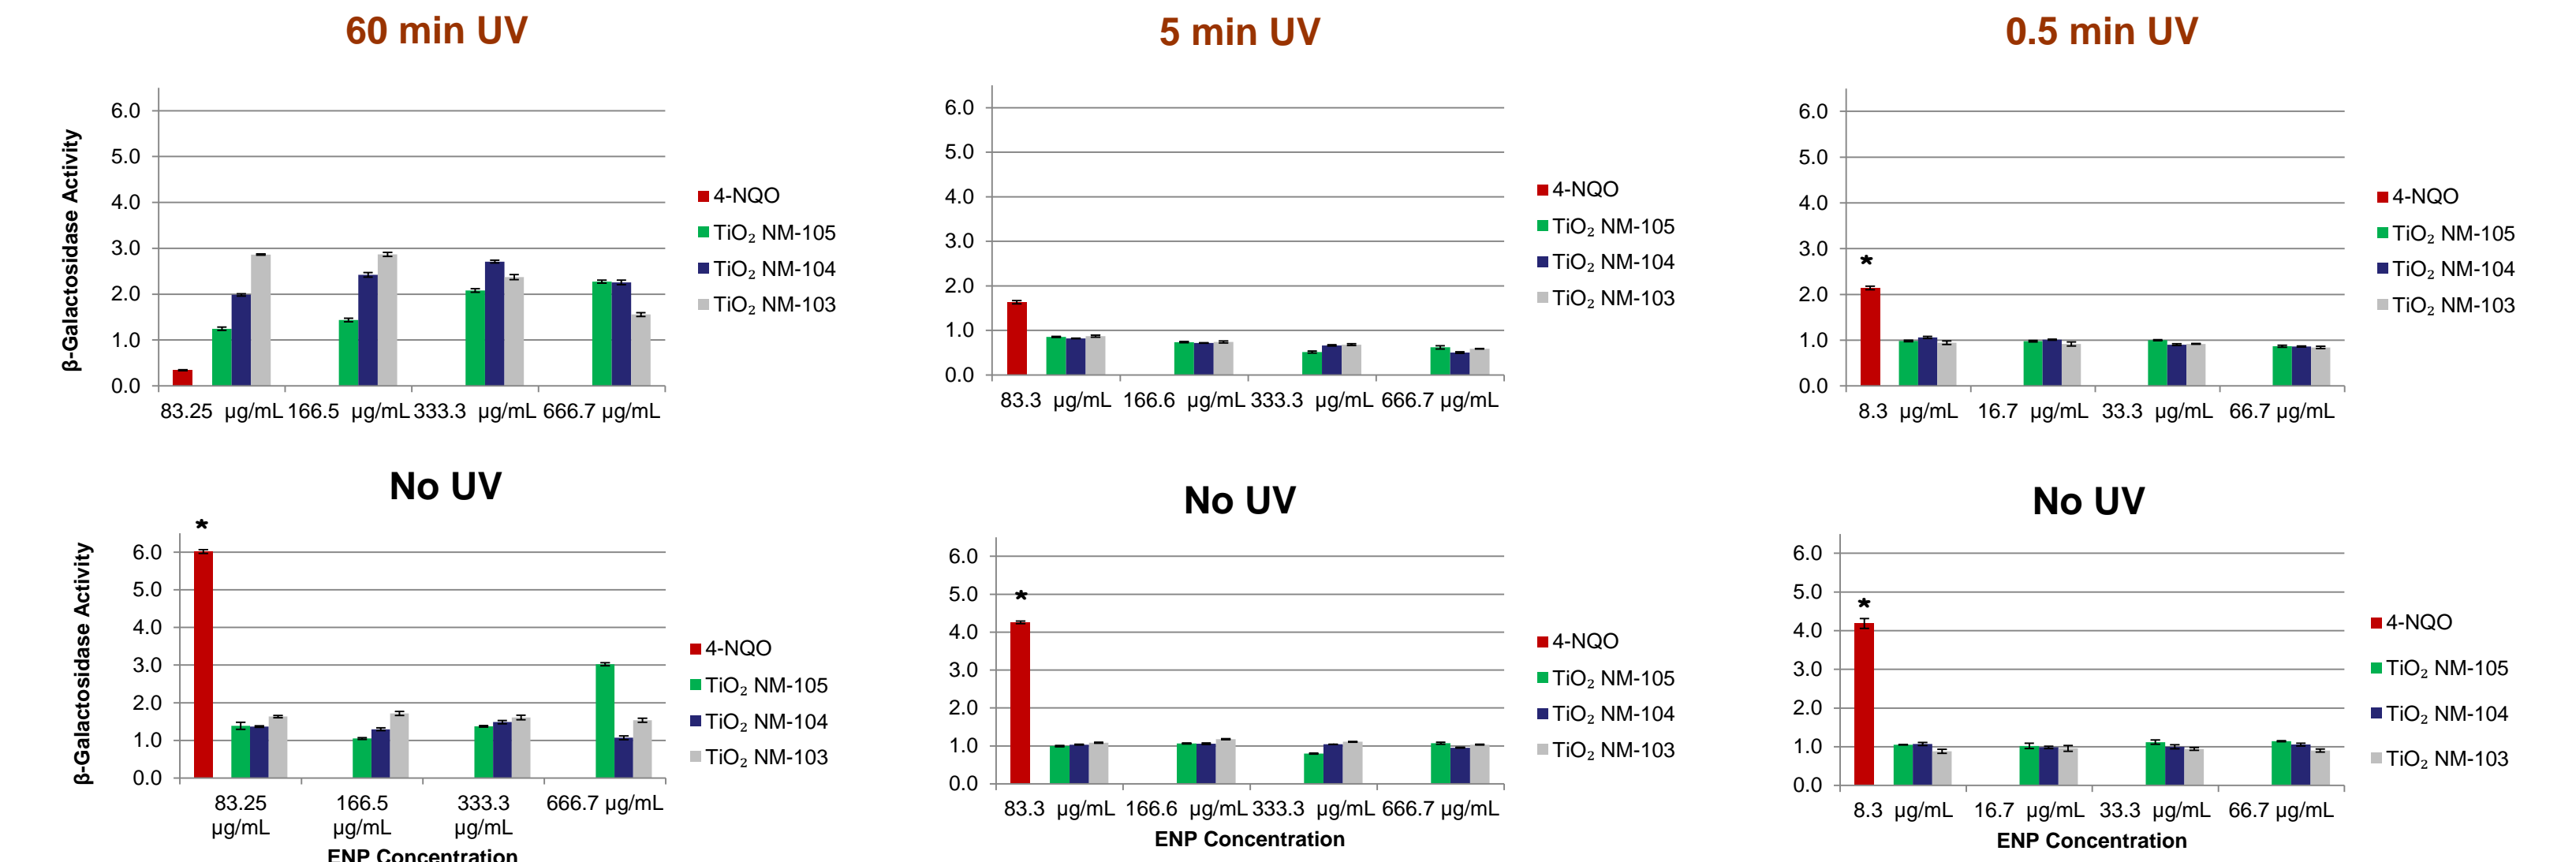 60 min UV
β-Galactosidase Activity
6.0
5.0
4.0
3.0
2.0
1.0
0.0
83.25 µg/mL 166.5 µg/mL 333.3 µg/mL 666.7 µg/mL
4-NQO
TiO₂ NM-105
TiO₂ NM-104
TiO₂ NM-103
5 min UV
6.0
5.0
4.0
3.0
2.0
1.0
0.0
83.3 µg/mL 166.6 µg/mL 333.3 µg/mL 666.7 µg/mL
4-NQO
TiO₂ NM-105
TiO₂ NM-104
TiO₂ NM-103
0.5 min UV
6.0
5.0
4.0
3.0
2.0
1.0
0.0
*
8.3 µg/mL 16.7 µg/mL 33.3 µg/mL 66.7 µg/mL
4-NQO
TiO₂ NM-105
TiO₂ NM-104
TiO₂ NM-103
No UV
β-Galactosidase Activity
*
6.0
5.0
4.0
3.0
2.0
1.0
0.0
83.25 166.5 333.3 666.7 µg/mL
µg/mL µg/mL µg/mL
ENP Concentration
4-NQO
TiO₂ NM-105
TiO₂ NM-104
TiO₂ NM-103
No UV
6.0
5.0
4.0
3.0
2.0
1.0
0.0
*
83.3 µg/mL 166.6 µg/mL 333.3 µg/mL 666.7 µg/mL
ENP Concentration
4-NQO
TiO₂ NM-105
TiO₂ NM-104
TiO₂ NM-103
No UV
6.0
5.0
4.0
3.0
2.0
1.0
0.0
*
8.3 µg/mL 16.7 µg/mL 33.3 µg/mL 66.7 µg/mL
ENP Concentration
4-NQO
TiO₂ NM-105
TiO₂ NM-104
TiO₂ NM-103